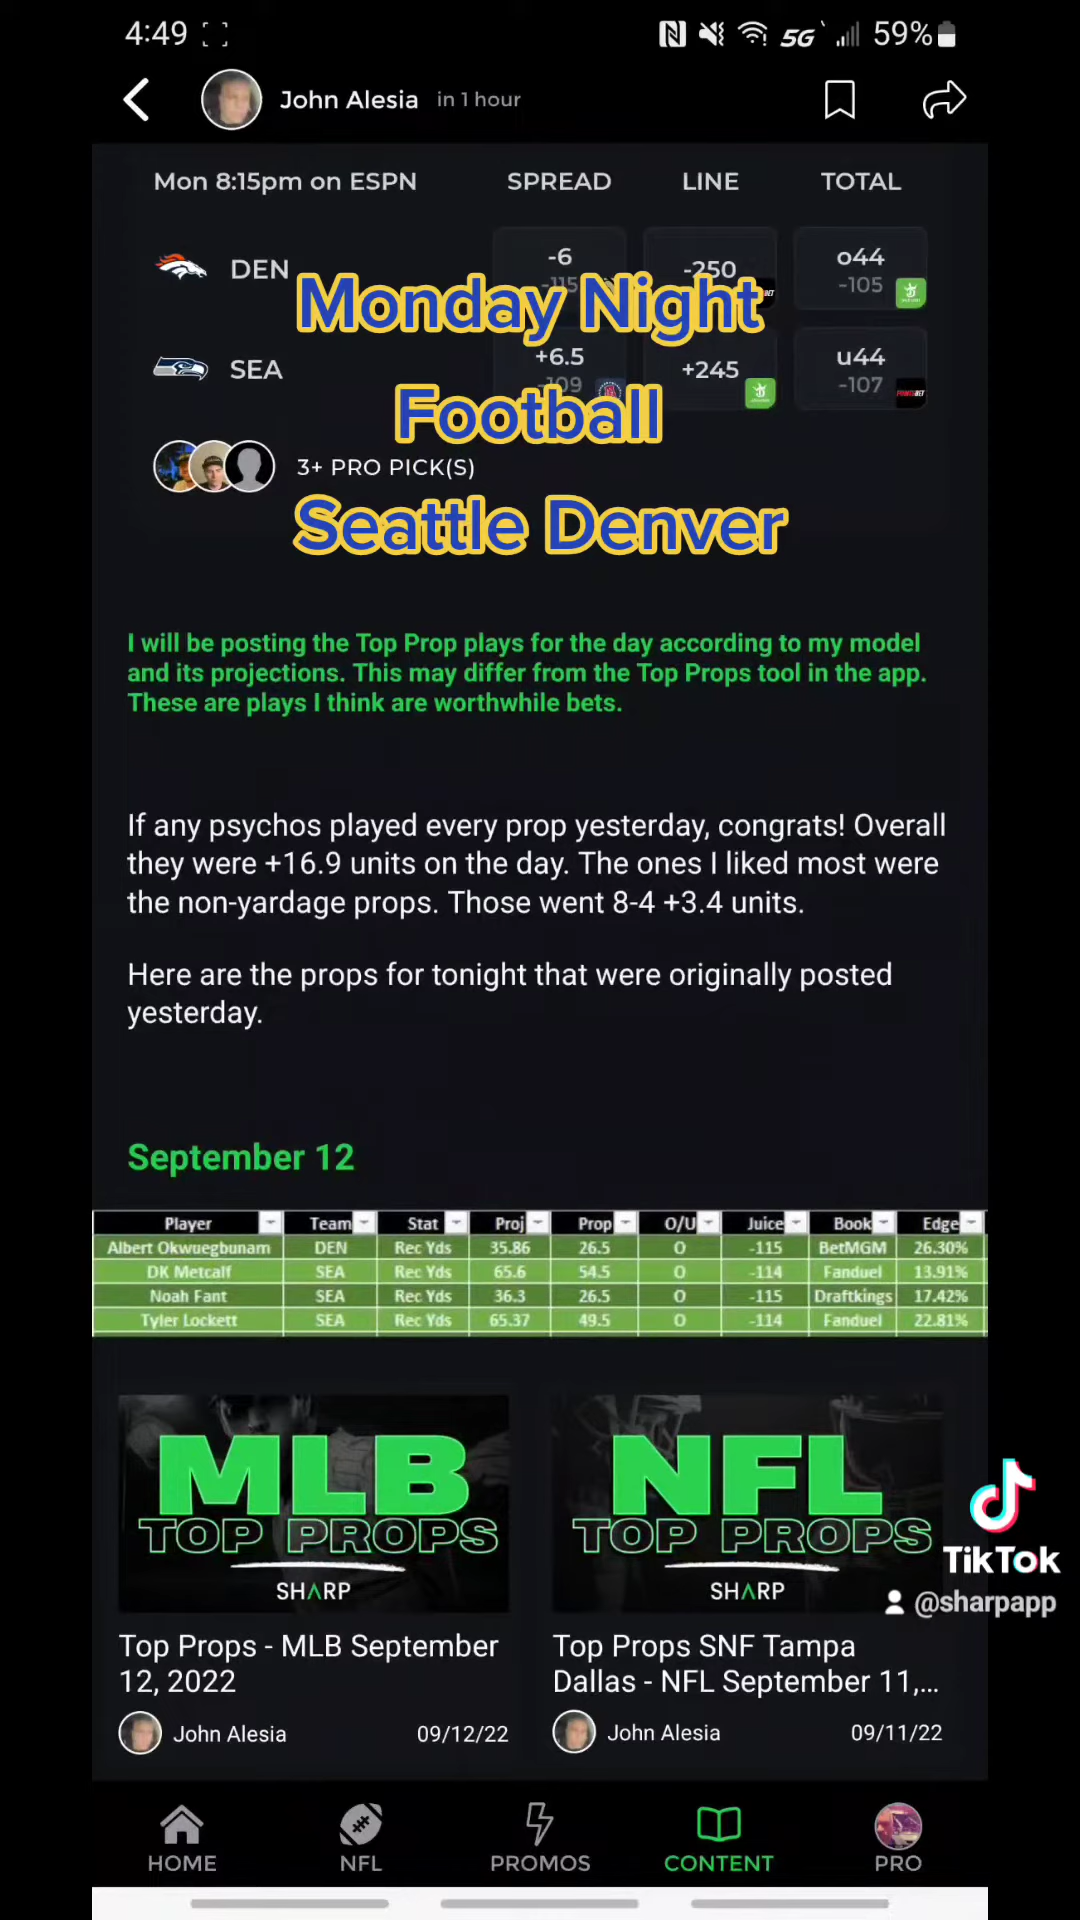 4:49 5G 59%
John Alesia in 1 hour
Mon 8:15pm on ESPN SPREAD LINE TOTAL
DEN -6 -115 -250 o44 -105
Monday Night
SEA +6.5 -109 +245 u44 -107
Football
3+ PRO PICK(S)
Seattle Denver
I will be posting the Top Prop plays for the day according to my model
and its projections. This may differ from the Top Props tool in the app.
These are plays I think are worthwhile bets.
If any psychos played every prop yesterday, congrats! Overall
they were +16.9 units on the day. The ones I liked most were
the non-yardage props. Those went 8-4 +3.4 units.
Here are the props for tonight that were originally posted
yesterday.
September 12
Player Team Stat Proj Prop O/U Juice Book Edge
Albert Okwuegbunam DEN Rec Yds 35.86 26.5 O -115 BetMGM 26.30%
DK Metcalf SEA Rec Yds 65.6 54.5 O -114 Fanduel 13.91%
Noah Fant SEA Rec Yds 36.3 26.5 O -115 Draftkings 17.42%
Tyler Lockett SEA Rec Yds 65.37 49.5 O -114 Fanduel 22.81%
MLB
TOP PROPS
SHARP
NFL
TOP PROPS
SHARP
TikTok
@sharpapp
Top Props - MLB September
12, 2022
John Alesia 09/12/22
Top Props SNF Tampa
Dallas - NFL September 11,...
John Alesia 09/11/22
HOME NFL PROMOS CONTENT PRO